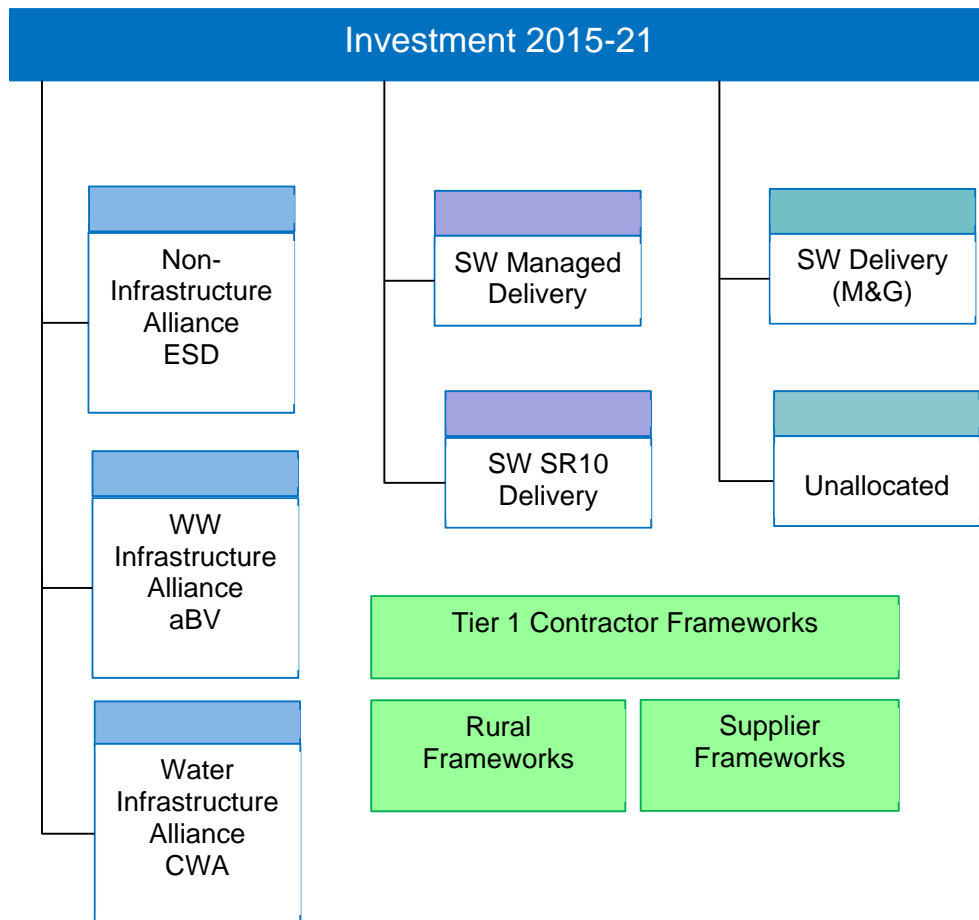 Investment 2015-21
Non-
Infrastructure
Alliance
ESD
WW
Infrastructure
Alliance
aBV
Water
Infrastructure
Alliance
CWA
SW Managed
Delivery
SW SR10
Delivery
SW Delivery
(M&G)
Unallocated
Tier 1 Contractor Frameworks
Rural
Frameworks
Supplier
Frameworks